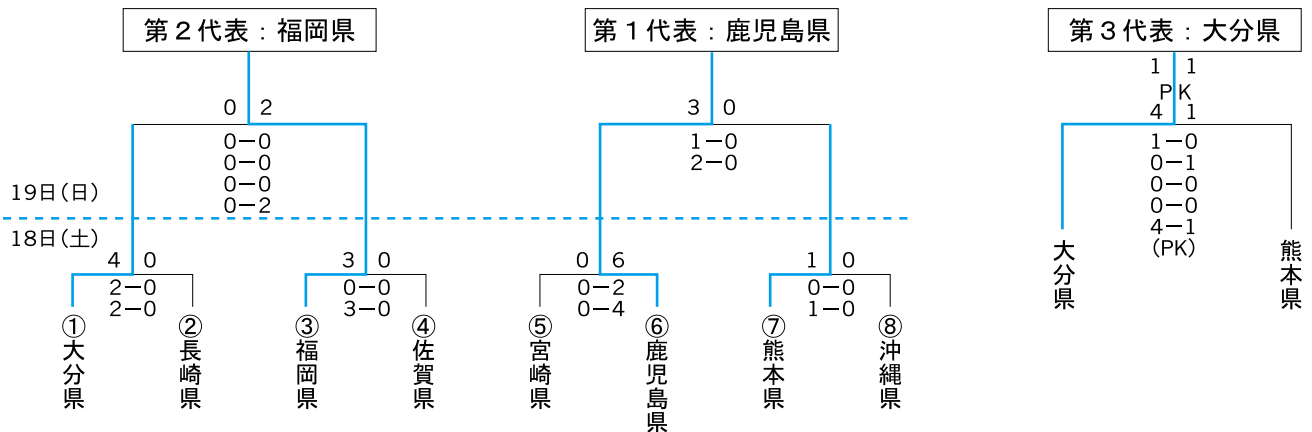 第２代表：福岡県
第１代表：鹿児島県
第３代表：大分県
1 1
PK
4 1
0 2
3 0
0－0
0－0
0－0
0－2
1－0
2－0
1－0
0－1
0－0
0－0
4－1
(PK)
19日(日)
18日(土)
4 0
3 0
0 6
1 0
2－0
2－0
0－0
3－0
0－2
0－4
0－0
1－0
①大分県
②長崎県
③福岡県
④佐賀県
⑤宮崎県
⑥鹿児島県
⑦熊本県
⑧沖縄県
大分県
熊本県